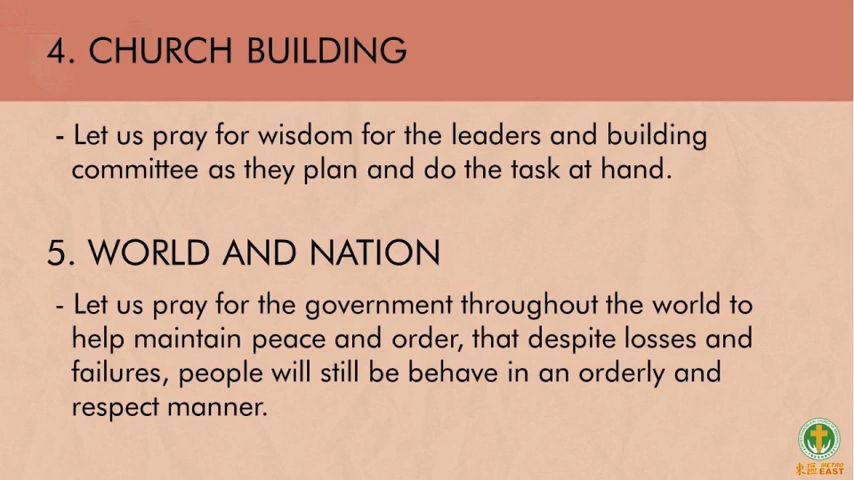 4. CHURCH BUILDING
- Let us pray for wisdom for the leaders and building
committee as they plan and do the task at hand.
5. WORLD AND NATION
- Let us pray for the government throughout the world to
help maintain peace and order, that despite losses and
failures, people will still be behave in an orderly and
respect manner.
東區 METRO EAST